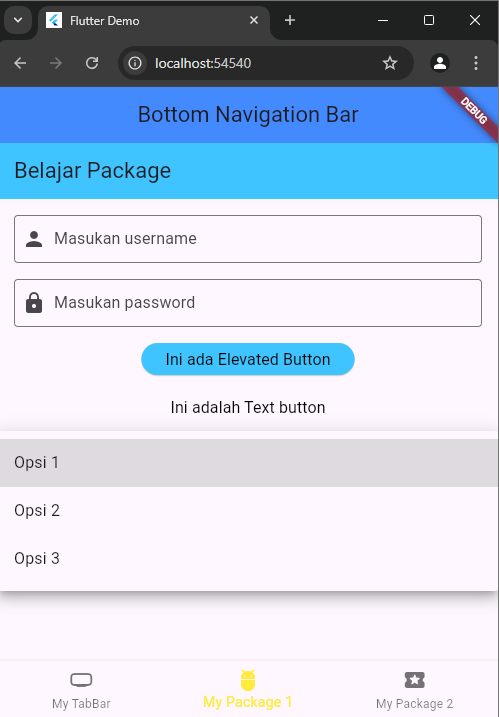 Flutter Demo
localhost:54540
Bottom Navigation Bar
DEBUG
Belajar Package
Masukan username
Masukan password
Ini ada Elevated Button
Ini adalah Text button
Opsi 1
Opsi 2
Opsi 3
My TabBar
My Package 1
My Package 2